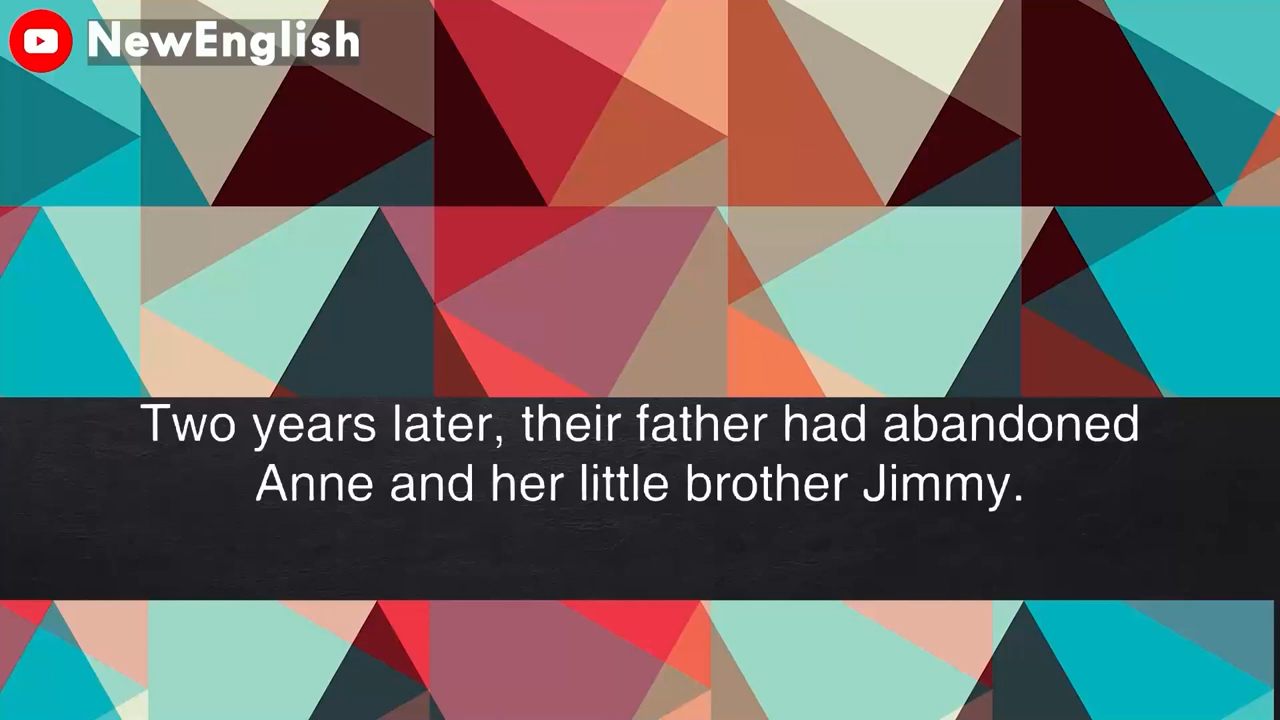 NewEnglish
Two years later, their father had abandoned
Anne and her little brother Jimmy.